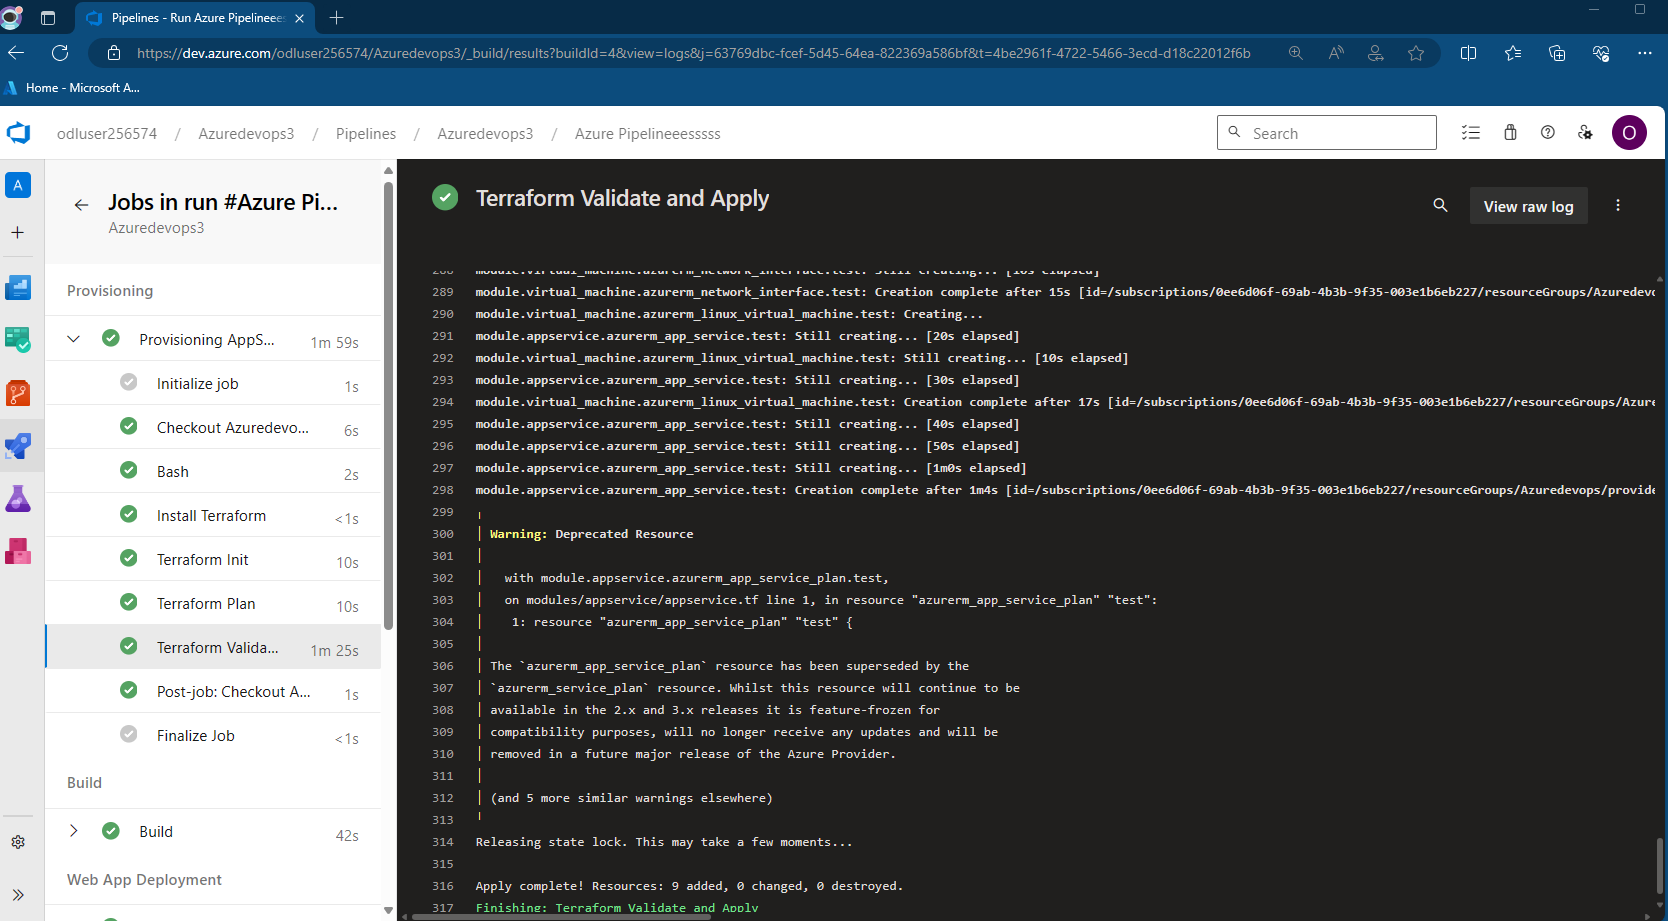 Pipelines - Run Azure Pipelineees
https://dev.azure.com/odluser256574/Azuredevops3/_build/results?buildId=4&view=logs&j=63769dbc-fcef-5d45-64ea-822369a586bf&t=4be2961f-4722-5466-3ecd-d18c22012f6b
Home - Microsoft A...
odluser256574 / Azuredevops3 / Pipelines / Azuredevops3 / Azure Pipelineeesssss
Search
O
A
Jobs in run #Azure Pi...
Azuredevops3
Provisioning
Provisioning AppS... 1m 59s
Initialize job 1s
Checkout Azuredevo... 6s
Bash 2s
Install Terraform <1s
Terraform Init 10s
Terraform Plan 10s
Terraform Valida... 1m 25s
Post-job: Checkout A... 1s
Finalize Job <1s
Build
Build 42s
Web App Deployment
Terraform Validate and Apply
View raw log
288 module.virtual_machine.azurerm_network_interface.test: Still creating... [10s elapsed]
289 module.virtual_machine.azurerm_network_interface.test: Creation complete after 15s [id=/subscriptions/0ee6d06f-69ab-4b3b-9f35-003e1b6eb227/resourceGroups/Azuredevo
290 module.virtual_machine.azurerm_linux_virtual_machine.test: Creating...
291 module.appservice.azurerm_app_service.test: Still creating... [20s elapsed]
292 module.virtual_machine.azurerm_linux_virtual_machine.test: Still creating... [10s elapsed]
293 module.appservice.azurerm_app_service.test: Still creating... [30s elapsed]
294 module.virtual_machine.azurerm_linux_virtual_machine.test: Creation complete after 17s [id=/subscriptions/0ee6d06f-69ab-4b3b-9f35-003e1b6eb227/resourceGroups/Azure
295 module.appservice.azurerm_app_service.test: Still creating... [40s elapsed]
296 module.appservice.azurerm_app_service.test: Still creating... [50s elapsed]
297 module.appservice.azurerm_app_service.test: Still creating... [1m0s elapsed]
298 module.appservice.azurerm_app_service.test: Creation complete after 1m4s [id=/subscriptions/0ee6d06f-69ab-4b3b-9f35-003e1b6eb227/resourceGroups/Azuredevops/provide
299
300 │ Warning: Deprecated Resource
301 │
302 │ with module.appservice.azurerm_app_service_plan.test,
303 │ on modules/appservice/appservice.tf line 1, in resource "azurerm_app_service_plan" "test":
304 │ 1: resource "azurerm_app_service_plan" "test" {
305 │
306 │ The `azurerm_app_service_plan` resource has been superseded by the
307 │ `azurerm_service_plan` resource. Whilst this resource will continue to be
308 │ available in the 2.x and 3.x releases it is feature-frozen for
309 │ compatibility purposes, will no longer receive any updates and will be
310 │ removed in a future major release of the Azure Provider.
311 │
312 │ (and 5 more similar warnings elsewhere)
313
314 Releasing state lock. This may take a few moments...
315
316 Apply complete! Resources: 9 added, 0 changed, 0 destroyed.
317 Finishing: Terraform Validate and Apply